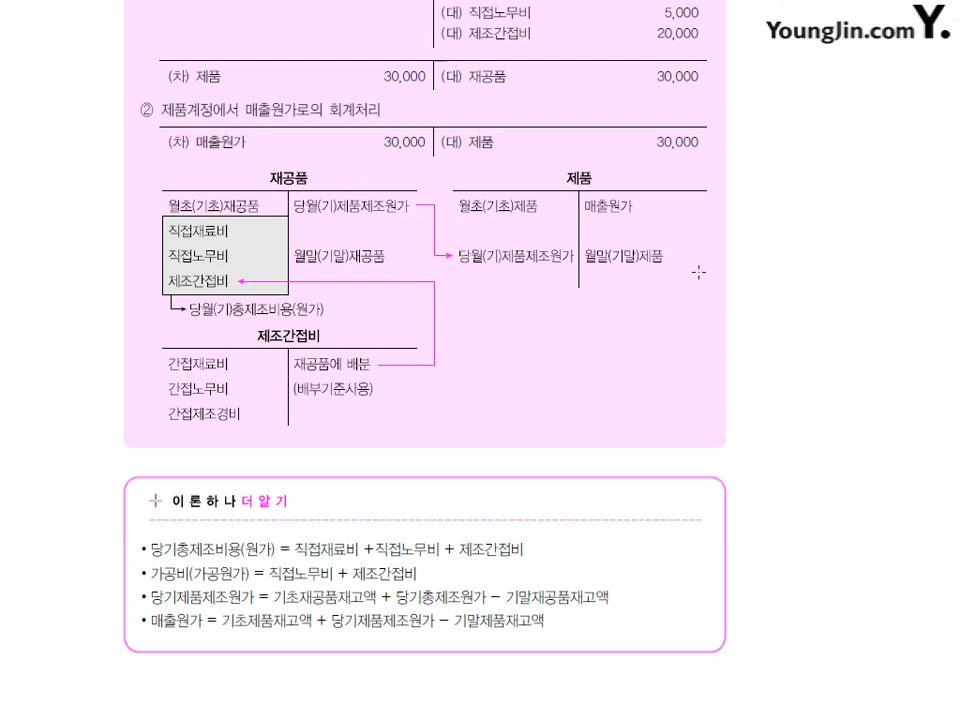 YoungJin.com Y.
(대) 직접노무비 5,000
(대) 제조간접비 20,000
(차) 제품 30,000 (대) 재공품 30,000
② 제품계정에서 매출원가로의 회계처리
(차) 매출원가 30,000 (대) 제품 30,000
재공품 제품
월초(기초)재공품 당월(기)제품제조원가 월초(기초)제품 매출원가
직접재료비
직접노무비 월말(기말)재공품 당월(기)제품제조원가 월말(기말)제품
제조간접비
당월(기)총제조비용(원가)
제조간접비
간접재료비 재공품에 배분
간접노무비 (배부기준사용)
간접제조경비
이론하나 더 알기
• 당기총제조비용(원가) = 직접재료비 +직접노무비 + 제조간접비
• 가공비(가공원가) = 직접노무비 + 제조간접비
• 당기제품제조원가 = 기초재공품재고액 + 당기총제조원가 - 기말재공품재고액
• 매출원가 = 기초제품재고액 + 당기제품제조원가 - 기말제품재고액